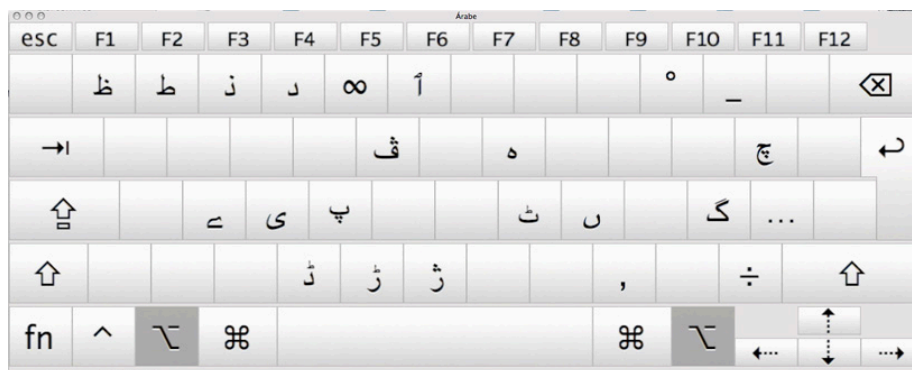 Árabe
esc F1 F2 F3 F4 F5 F6 F7 F8 F9 F10 F11 F12
ظ ط ذ د ∞ ٱ ° _
ڤ ه چ
ے ى پ ٹ ں گ …
ڈ ڑ ژ , ÷
fn ^ ⌥ ⌘ ⌘ ⌥